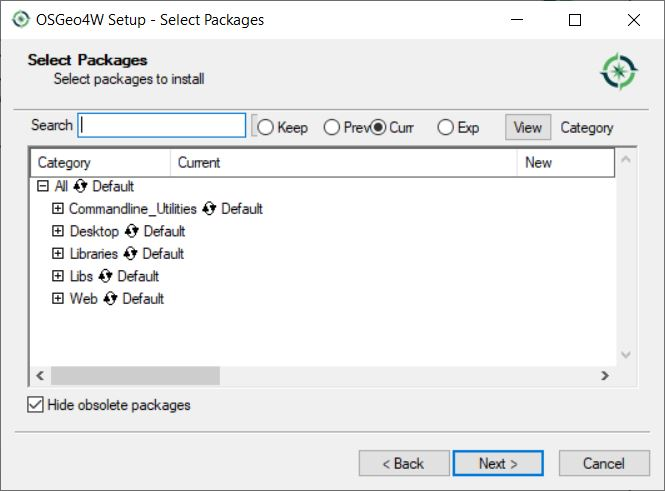 OSGeo4W Setup - Select Packages
Select Packages
Select packages to install
Search Keep Prev Curr Exp View Category
Category Current New
All Default
Commandline_Utilities Default
Desktop Default
Libraries Default
Libs Default
Web Default
Hide obsolete packages
< Back Next > Cancel